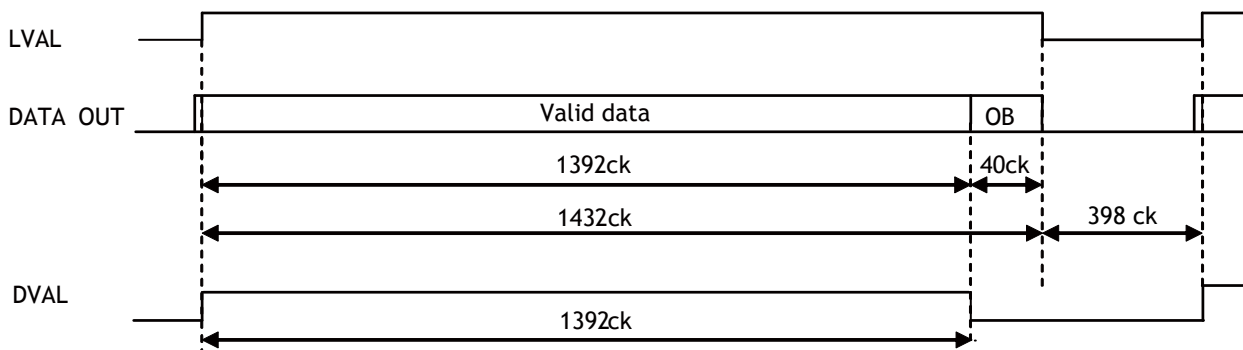 LVAL
DATA OUT
Valid data
OB
1392ck
40ck
1432ck
398 ck
DVAL
1392ck